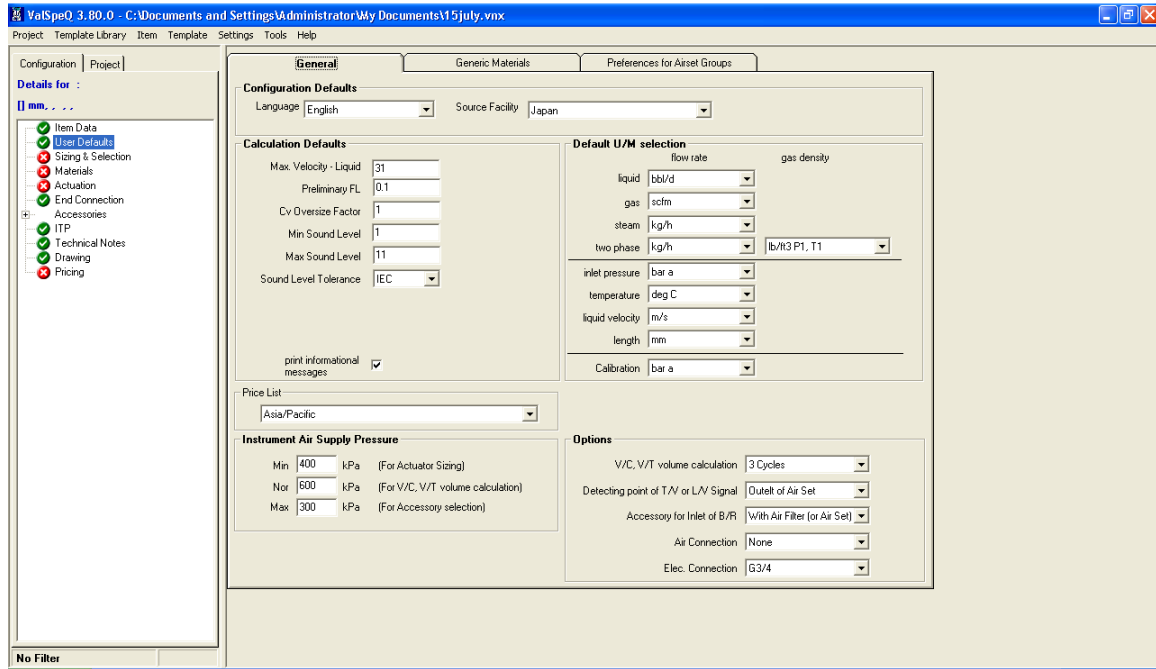 ValSpeQ 3.80.0 - C:\Documents and Settings\Administrator\My Documents\15july.vnx
Project Template Library Item Template Settings Tools Help
Configuration Project
Details for :
[] mm, , , ,
Item Data
User Defaults
Sizing & Selection
Materials
Actuation
End Connection
Accessories
ITP
Technical Notes
Drawing
Pricing
No Filter
General Generic Materials Preferences for Airset Groups
Configuration Defaults
Language English Source Facility Japan
Calculation Defaults
Max. Velocity - Liquid 31
Preliminary FL 0.1
Cv Oversize Factor 1
Min Sound Level 1
Max Sound Level 11
Sound Level Tolerance IEC
print informational
messages
Default U/M selection
flow rate gas density
liquid bbl/d
gas scfm
steam kg/h
two phase kg/h lb/ft3 P1, T1
inlet pressure bar a
temperature deg C
liquid velocity m/s
length mm
Calibration bar a
Price List
Asia/Pacific
Instrument Air Supply Pressure
Min 400 kPa (For Actuator Sizing)
Nor 600 kPa (For V/C, V/T volume calculation)
Max 300 kPa (For Accessory selection)
Options
V/C, V/T volume calculation 3 Cycles
Detecting point of T/V or L/V Signal Outelt of Air Set
Accessory for Inlet of B/R With Air Filter (or Air Set)
Air Connection None
Elec. Connection G3/4